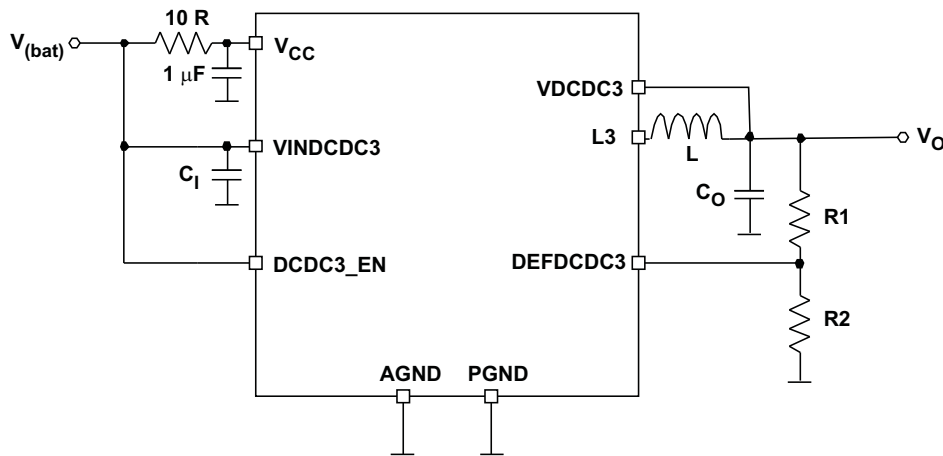 10 R
V(bat)
VCC
1 μF
VDCDC3
L3
VO
VINDCDC3
L
CI
CO
R1
DCDC3_EN
DEFDCDC3
R2
AGND
PGND